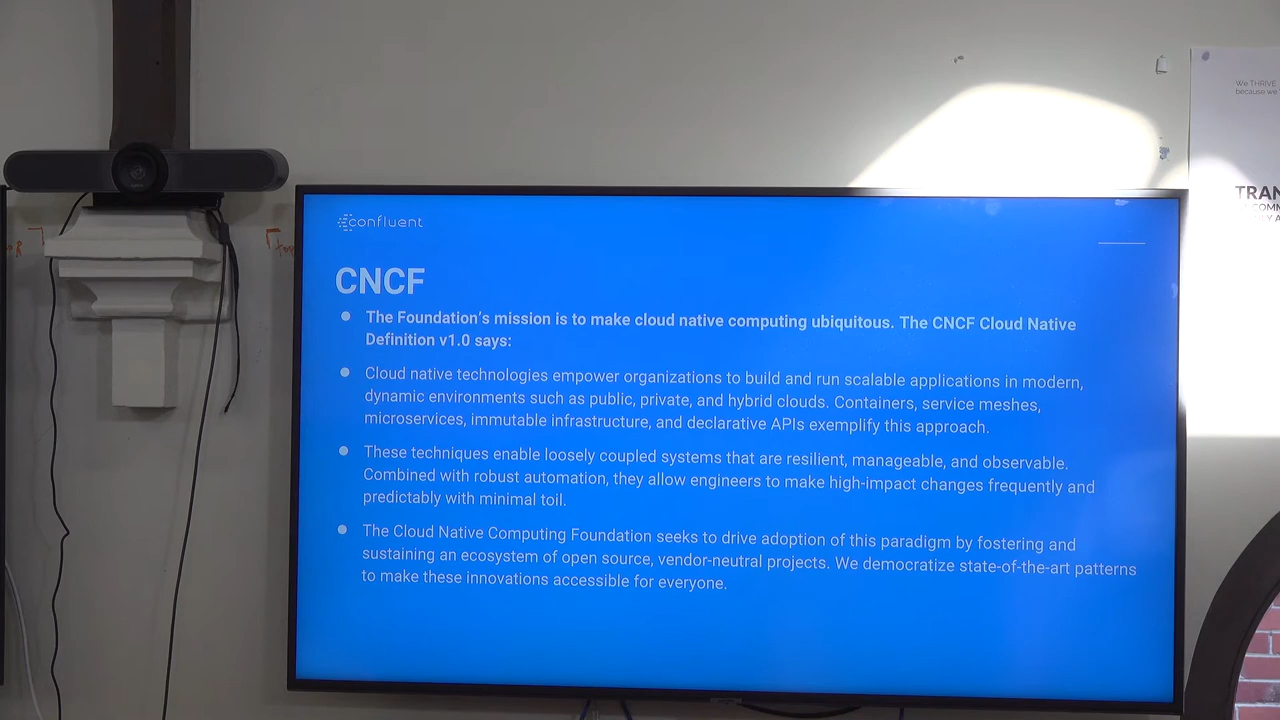 confluent
CNCF
The Foundation's mission is to make cloud native computing ubiquitous. The CNCF Cloud Native
Definition v1.0 says:
Cloud native technologies empower organizations to build and run scalable applications in modern,
dynamic environments such as public, private, and hybrid clouds. Containers, service meshes,
microservices, immutable infrastructure, and declarative APIs exemplify this approach.
These techniques enable loosely coupled systems that are resilient, manageable, and observable.
Combined with robust automation, they allow engineers to make high-impact changes frequently and
predictably with minimal toil.
The Cloud Native Computing Foundation seeks to drive adoption of this paradigm by fostering and
sustaining an ecosystem of open source, vendor-neutral projects. We democratize state-of-the-art patterns
to make these innovations accessible for everyone.
We THRIVE
because we
TRAN